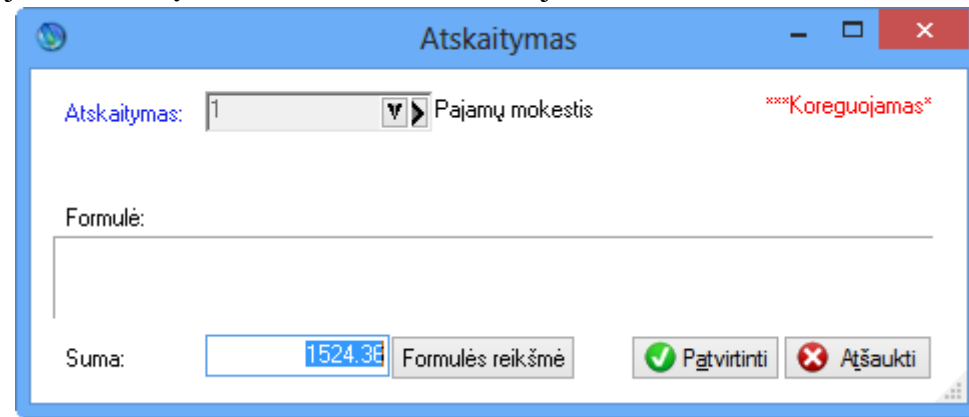 Atskaitymas
Atskaitymas: 1 Pajamų mokestis ***Koreguojamas*
Formulė:
Suma: 1524.36 Formulės reikšmė Patvirtinti Atšaukti